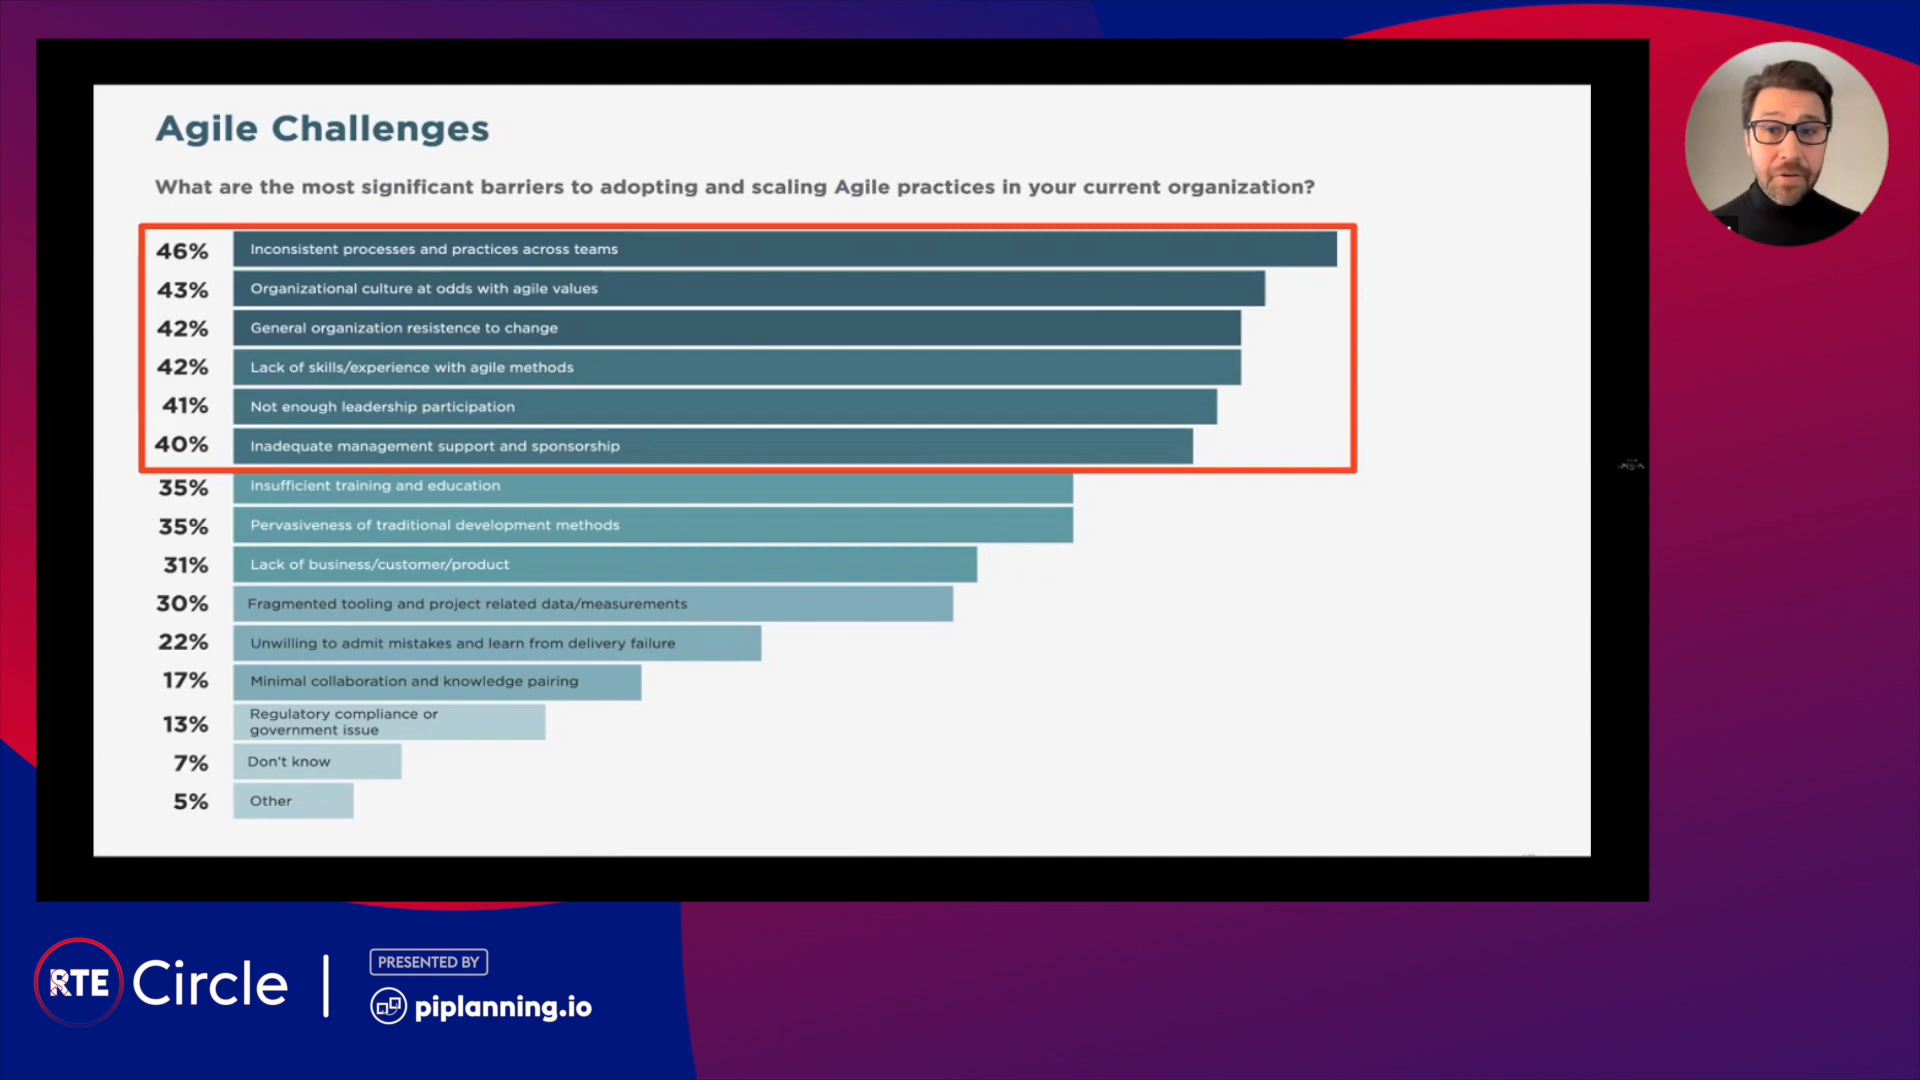 Agile Challenges
What are the most significant barriers to adopting and scaling Agile practices in your current organization?
46% Inconsistent processes and practices across teams
43% Organizational culture at odds with agile values
42% General organization resistence to change
42% Lack of skills/experience with agile methods
41% Not enough leadership participation
40% Inadequate management support and sponsorship
35% Insufficient training and education
35% Pervasiveness of traditional development methods
31% Lack of business/customer/product
30% Fragmented tooling and project related data/measurements
22% Unwilling to admit mistakes and learn from delivery failure
17% Minimal collaboration and knowledge pairing
13% Regulatory compliance or
government issue
7% Don't know
5% Other
RTE Circle
PRESENTED BY
piplanning.io